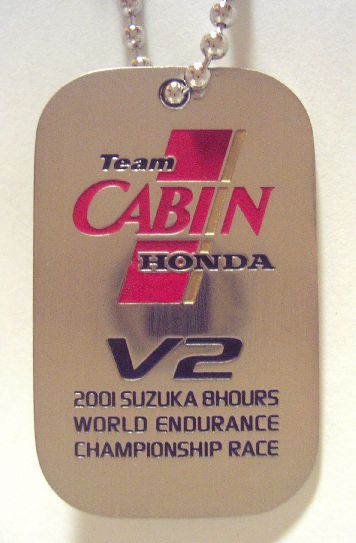 Team
CABIN
HONDA
V2
2001 SUZUKA 8HOURS
WORLD ENDURANCE
CHAMPIONSHIP RACE